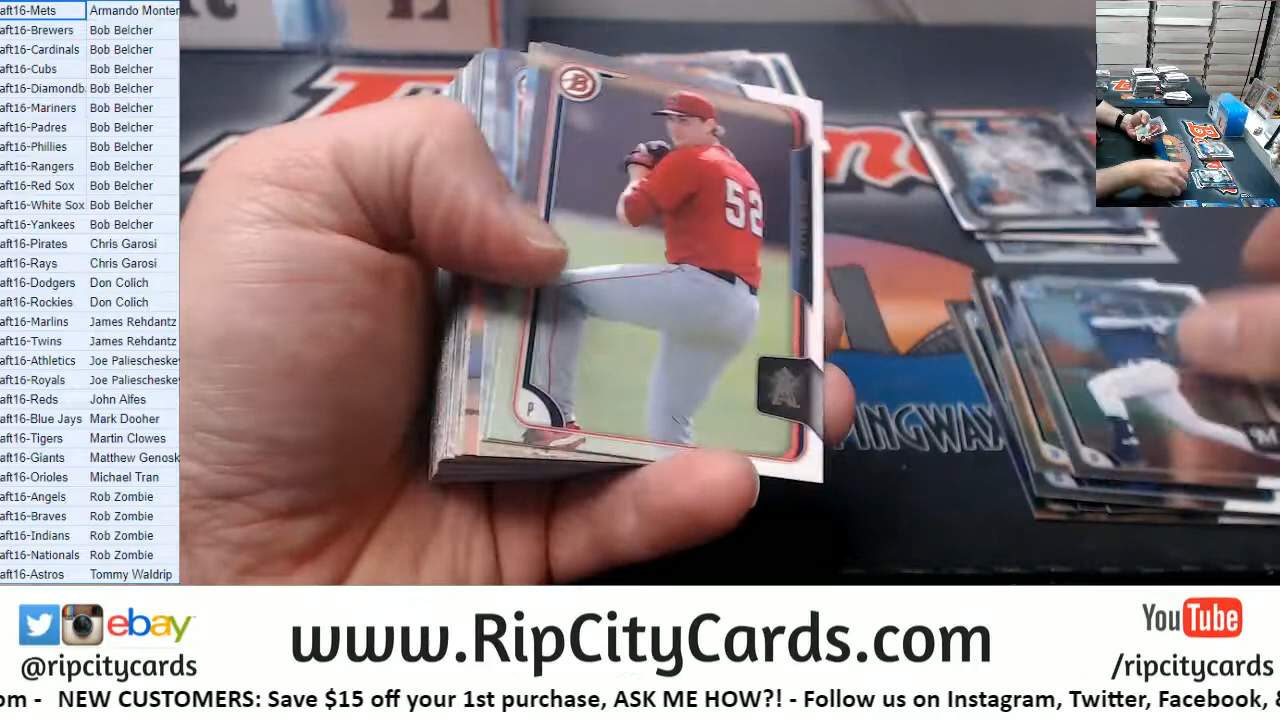 aft16-Mets Armando Monter
aft16-Brewers Bob Belcher
aft16-Cardinals Bob Belcher
aft16-Cubs Bob Belcher
aft16-Diamondb Bob Belcher
aft16-Mariners Bob Belcher
aft16-Padres Bob Belcher
aft16-Phillies Bob Belcher
aft16-Rangers Bob Belcher
aft16-Red Sox Bob Belcher
aft16-White Sox Bob Belcher
aft16-Yankees Bob Belcher
aft16-Pirates Chris Garosi
aft16-Rays Chris Garosi
aft16-Dodgers Don Colich
aft16-Rockies Don Colich
aft16-Marlins James Rehdantz
aft16-Twins James Rehdantz
aft16-Athletics Joe Paliescheskey
aft16-Royals Joe Paliescheske
aft16-Reds John Alfes
aft16-Blue Jays Mark Dooher
aft16-Tigers Martin Clowes
aft16-Giants Matthew Genosk
aft16-Orioles Michael Tran
aft16-Angels Rob Zombie
aft16-Braves Rob Zombie
aft16-Indians Rob Zombie
aft16-Nationals Rob Zombie
aft16-Astros Tommy Waldrip
B
52
P
A
PINGWAX
ebay
@ripcitycards
www.RipCityCards.com
YouTube
/ripcitycards
om - NEW CUSTOMERS: Save $15 off your 1st purchase, ASK ME HOW?! - Follow us on Instagram, Twitter, Facebook, &